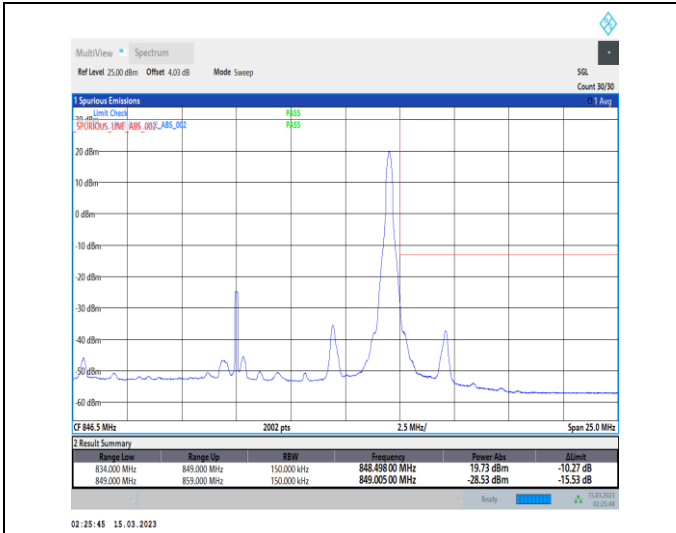 MultiView Spectrum
Ref Level 25.00 dBm Offset 4.03 dB Mode Sweep SGL
Count 30/30
1 Spurious Emissions 1 Avg
Limit Check PASS
SPURIOUS_LINE_ABS_002 _ABS_002 PASS
20 dBm
10 dBm
0 dBm
-10 dBm
-20 dBm
-30 dBm
-40 dBm
-50 dBm
-60 dBm
CF 846.5 MHz 2002 pts 2.5 MHz/ Span 25.0 MHz
2 Result Summary
Range Low Range Up RBW Frequency Power Abs ΔLimit
834.000 MHz 849.000 MHz 150.000 kHz 848.49800 MHz 19.73 dBm -10.27 dB
849.000 MHz 859.000 MHz 150.000 kHz 849.00500 MHz -28.53 dBm -15.53 dB
Ready 15.03.2023
02:25:44
02:25:45 15.03.2023